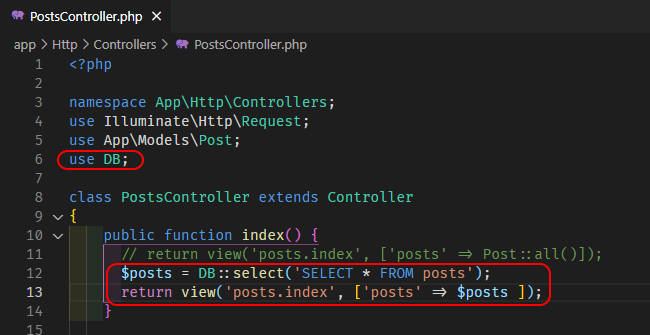 PostsController.php ×
app > Http > Controllers > PostsController.php
1 <?php
2
3 namespace App\Http\Controllers;
4 use Illuminate\Http\Request;
5 use App\Models\Post;
6 use DB;
7
8 class PostsController extends Controller
9 {
10 public function index() {
11 // return view('posts.index', ['posts' => Post::all()]);
12 $posts = DB::select('SELECT * FROM posts');
13 return view('posts.index', ['posts' => $posts ]);
14 }
15